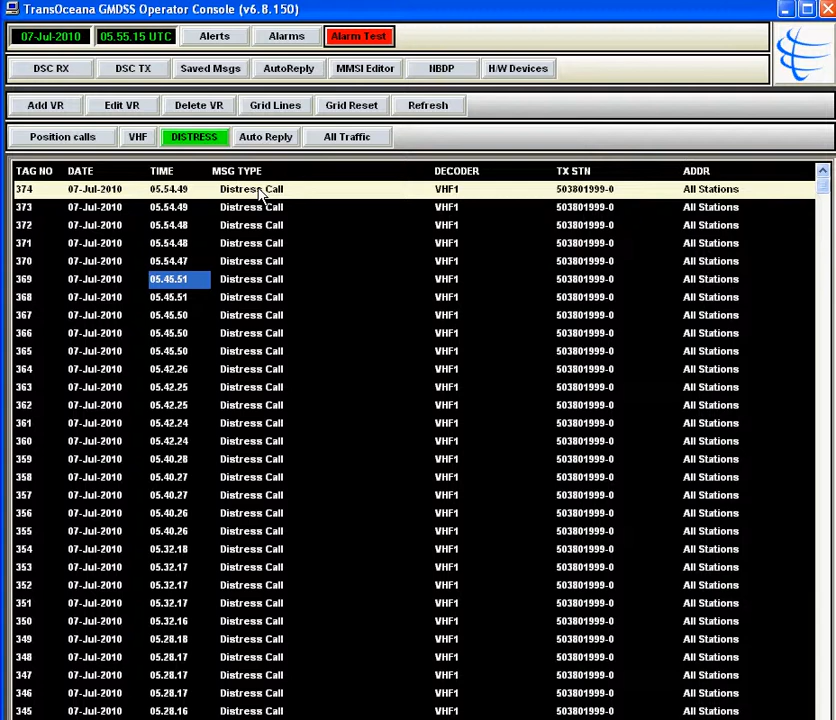 TransOceana GMDSS Operator Console (v6.8.150)
07-Jul-2010 05.55.15 UTC Alerts Alarms Alarm Test
DSC RX DSC TX Saved Msgs AutoReply MMSI Editor NBDP H/W Devices
Add VR Edit VR Delete VR Grid Lines Grid Reset Refresh
Position calls VHF DISTRESS Auto Reply All Traffic
TAG NO DATE TIME MSG TYPE DECODER TX STN ADDR
374 07-Jul-2010 05.54.49 Distress Call VHF1 503801999-0 All Stations
373 07-Jul-2010 05.54.49 Distress Call VHF1 503801999-0 All Stations
372 07-Jul-2010 05.54.48 Distress Call VHF1 503801999-0 All Stations
371 07-Jul-2010 05.54.48 Distress Call VHF1 503801999-0 All Stations
370 07-Jul-2010 05.54.47 Distress Call VHF1 503801999-0 All Stations
369 07-Jul-2010 05.45.51 Distress Call VHF1 503801999-0 All Stations
368 07-Jul-2010 05.45.51 Distress Call VHF1 503801999-0 All Stations
367 07-Jul-2010 05.45.50 Distress Call VHF1 503801999-0 All Stations
366 07-Jul-2010 05.45.50 Distress Call VHF1 503801999-0 All Stations
365 07-Jul-2010 05.45.50 Distress Call VHF1 503801999-0 All Stations
364 07-Jul-2010 05.42.26 Distress Call VHF1 503801999-0 All Stations
363 07-Jul-2010 05.42.25 Distress Call VHF1 503801999-0 All Stations
362 07-Jul-2010 05.42.25 Distress Call VHF1 503801999-0 All Stations
361 07-Jul-2010 05.42.24 Distress Call VHF1 503801999-0 All Stations
360 07-Jul-2010 05.42.24 Distress Call VHF1 503801999-0 All Stations
359 07-Jul-2010 05.40.28 Distress Call VHF1 503801999-0 All Stations
358 07-Jul-2010 05.40.27 Distress Call VHF1 503801999-0 All Stations
357 07-Jul-2010 05.40.27 Distress Call VHF1 503801999-0 All Stations
356 07-Jul-2010 05.40.26 Distress Call VHF1 503801999-0 All Stations
355 07-Jul-2010 05.40.26 Distress Call VHF1 503801999-0 All Stations
354 07-Jul-2010 05.32.18 Distress Call VHF1 503801999-0 All Stations
353 07-Jul-2010 05.32.17 Distress Call VHF1 503801999-0 All Stations
352 07-Jul-2010 05.32.17 Distress Call VHF1 503801999-0 All Stations
351 07-Jul-2010 05.32.17 Distress Call VHF1 503801999-0 All Stations
350 07-Jul-2010 05.32.16 Distress Call VHF1 503801999-0 All Stations
349 07-Jul-2010 05.28.18 Distress Call VHF1 503801999-0 All Stations
348 07-Jul-2010 05.28.17 Distress Call VHF1 503801999-0 All Stations
347 07-Jul-2010 05.28.17 Distress Call VHF1 503801999-0 All Stations
346 07-Jul-2010 05.28.17 Distress Call VHF1 503801999-0 All Stations
345 07-Jul-2010 05.28.16 Distress Call VHF1 503801999-0 All Stations